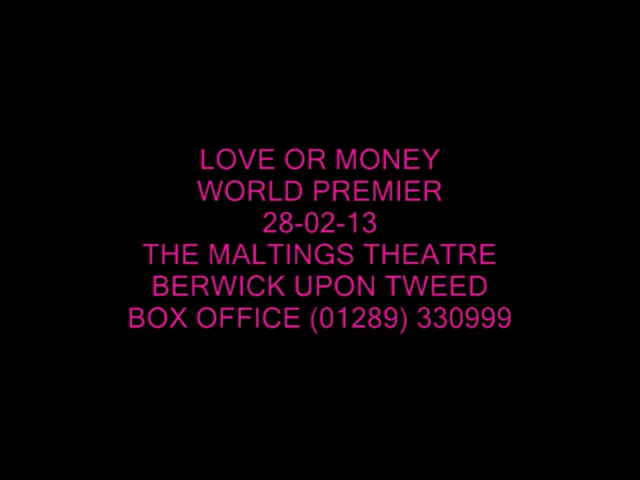 LOVE OR MONEY
WORLD PREMIER
28-02-13
THE MALTINGS THEATRE
BERWICK UPON TWEED
BOX OFFICE (01289) 330999